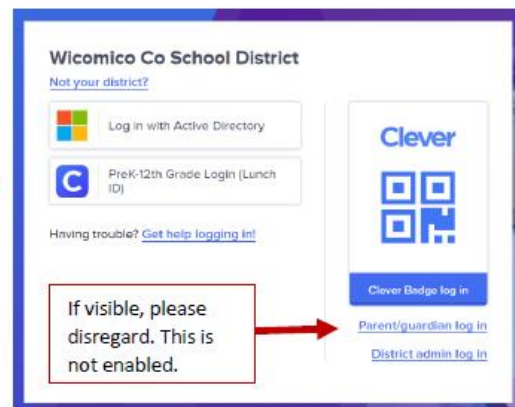 Wicomico Co School District
Not your district?
Log in with Active Directory
PreK-12th Grade Login (Lunch
ID)
Having trouble? Get help logging in!
Clever
Clever Badge log in
Parent/guardian log in
District admin log in
If visible, please
disregard. This is
not enabled.